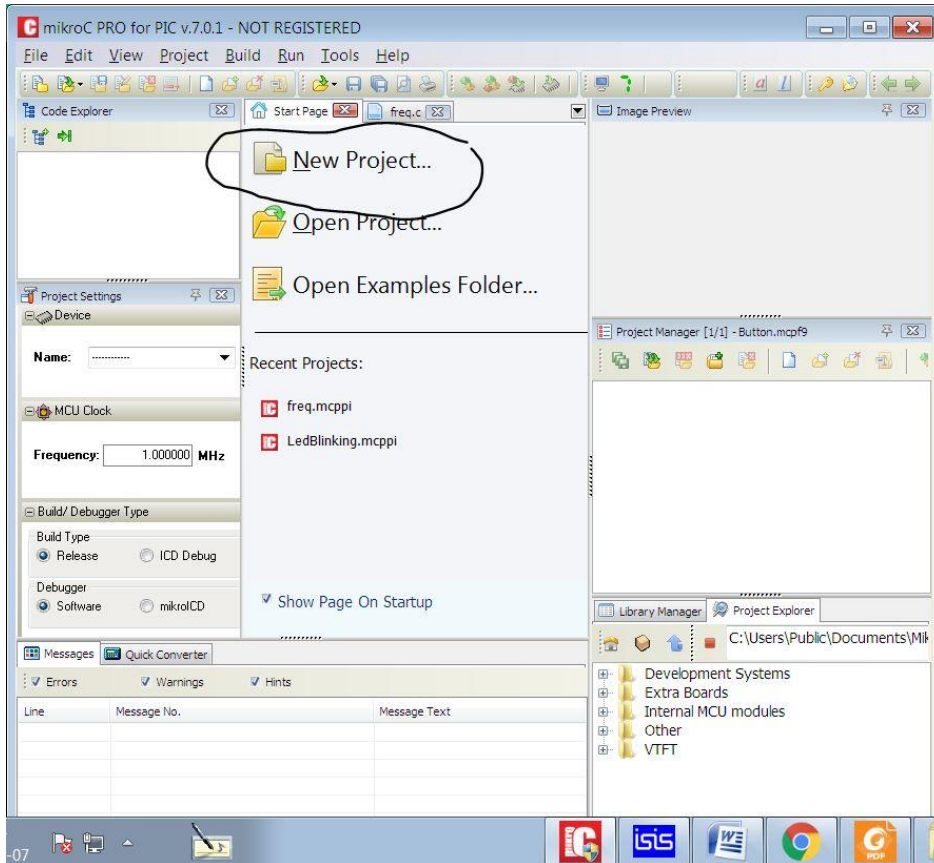 mikroC PRO for PIC v.7.0.1 - NOT REGISTERED
File Edit View Project Build Run Tools Help
Code Explorer
Start Page
freq.c
Image Preview
New Project...
Open Project...
Open Examples Folder...
Project Settings
Device
Name: ------------
MCU Clock
Frequency: 1.000000 MHz
Build/ Debugger Type
Build Type
Release ICD Debug
Debugger
Software mikroICD
Recent Projects:
freq.mcppi
LedBlinking.mcppi
Show Page On Startup
Project Manager [1/1] - Button.mcpf9
Library Manager Project Explorer
C:\Users\Public\Documents\Mik
Development Systems
Extra Boards
Internal MCU modules
Other
VTFT
Messages Quick Converter
Errors Warnings Hints
Line Message No. Message Text
-07
isis
W
PDF